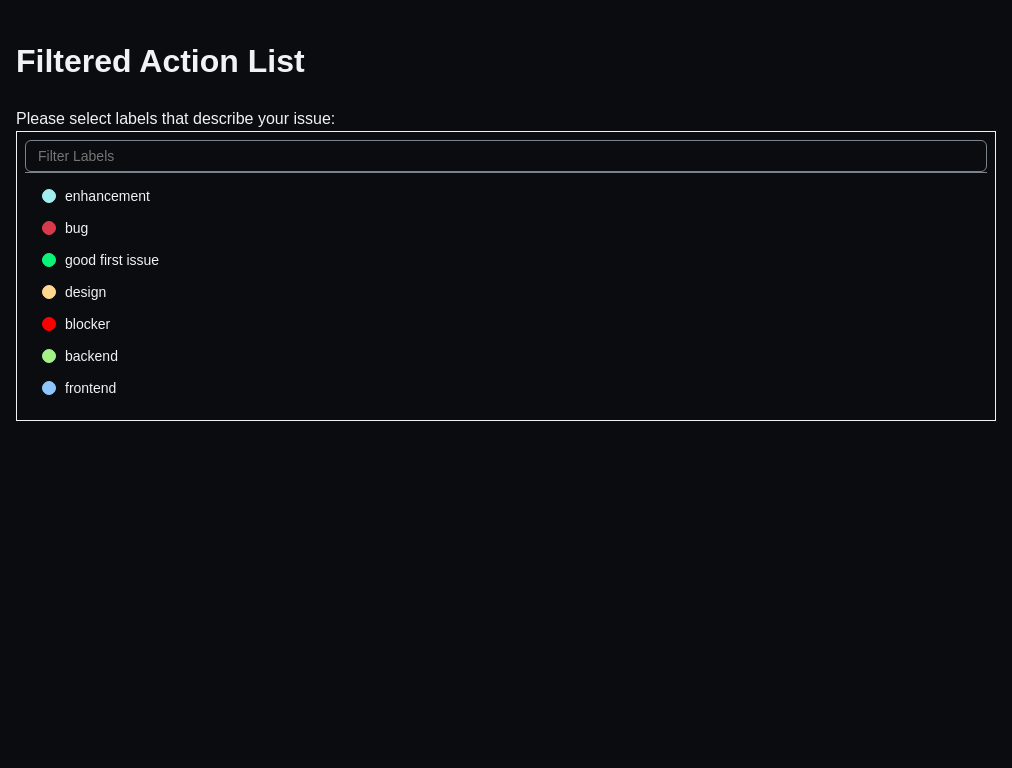 Filtered Action List
Please select labels that describe your issue:
Filter Labels
enhancement
bug
good first issue
design
blocker
backend
frontend